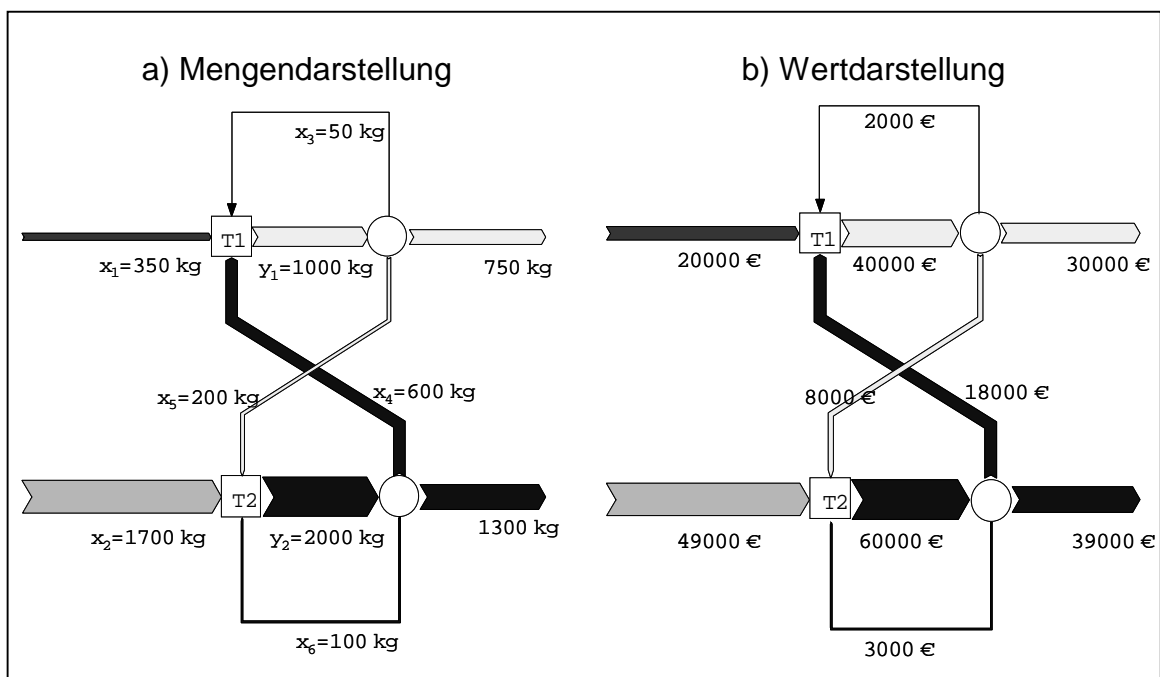 a) Mengendarstellung
x₃=50 kg
T1
x₁=350 kg
y₁=1000 kg
750 kg
x₅=200 kg
x₄=600 kg
T2
x₂=1700 kg
y₂=2000 kg
1300 kg
x₆=100 kg
b) Wertdarstellung
2000 €
T1
20000 €
40000 €
30000 €
8000 €
18000 €
T2
49000 €
60000 €
39000 €
3000 €